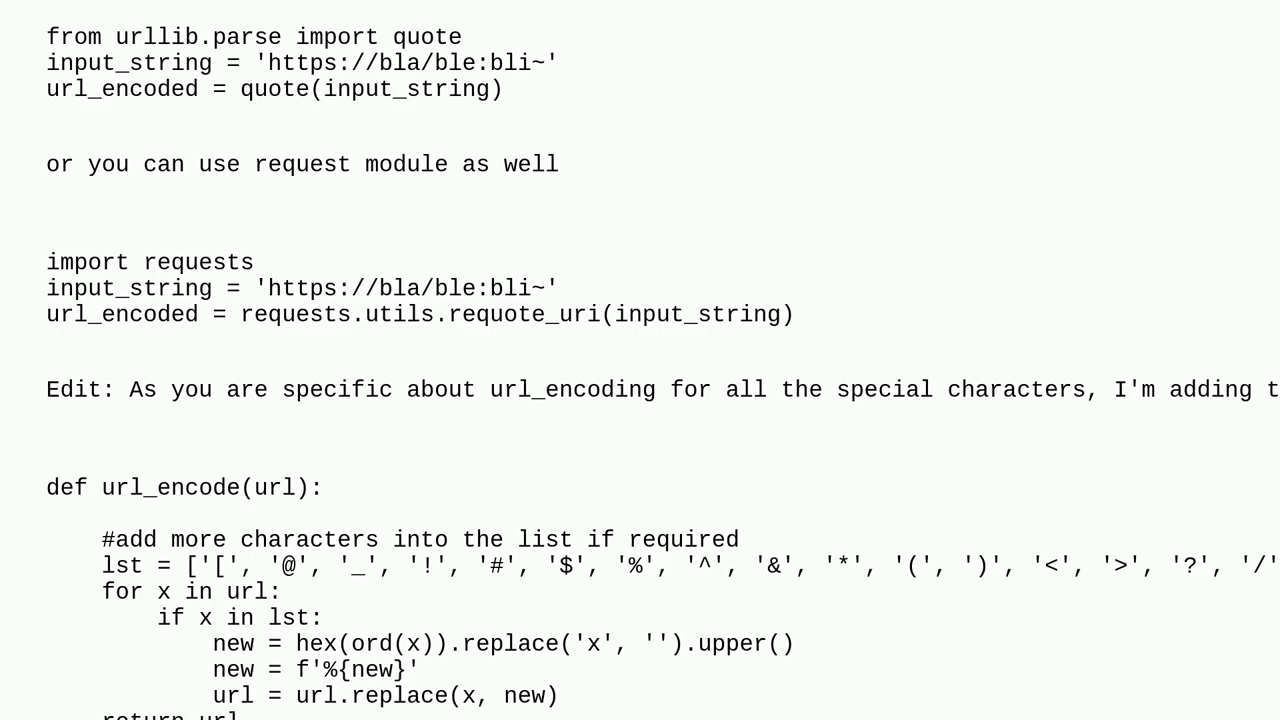 from urllib.parse import quote
input_string = 'https://bla/ble:bli~'
url_encoded = quote(input_string)
or you can use request module as well
import requests
input_string = 'https://bla/ble:bli~'
url_encoded = requests.utils.requote_uri(input_string)
Edit: As you are specific about url_encoding for all the special characters, I'm adding t
def url_encode(url):
    #add more characters into the list if required
    lst = ['[', '@', '_', '!', '#', '$', '%', '^', '&', '*', '(', ')', '<', '>', '?', '/'
    for x in url:
        if x in lst:
            new = hex(ord(x)).replace('x', '').upper()
            new = f'%{new}'
            url = url.replace(x, new)
    return url